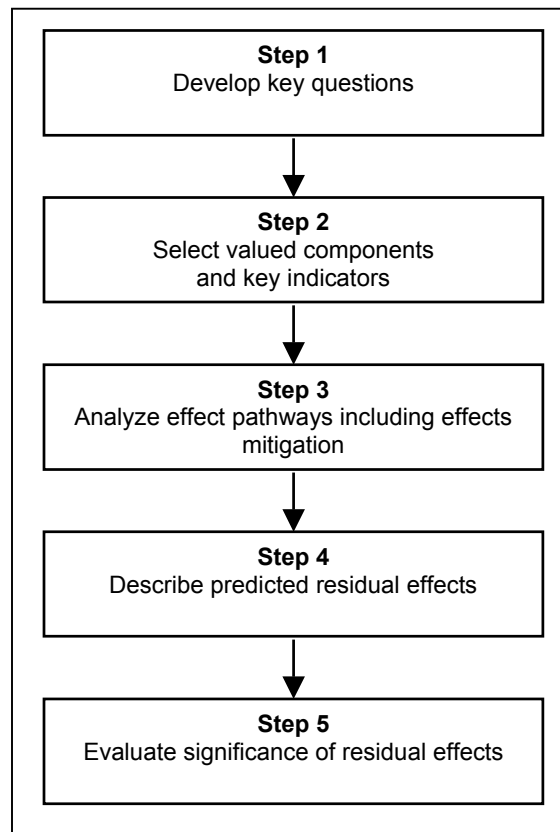 Step 1
Develop key questions
Step 2
Select valued components
and key indicators
Step 3
Analyze effect pathways including effects
mitigation
Step 4
Describe predicted residual effects
Step 5
Evaluate significance of residual effects